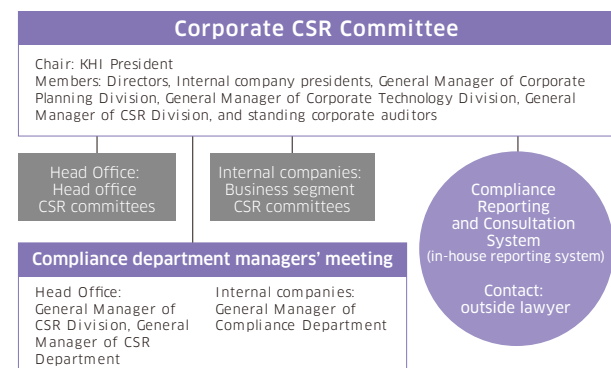 Corporate CSR Committee
Chair: KHI President
Members: Directors, Internal company presidents, General Manager of Corporate
Planning Division, General Manager of Corporate Technology Division, General
Manager of CSR Division, and standing corporate auditors
Head Office:
Head office
CSR committees
Internal companies:
Business segment
CSR committees
Compliance
Reporting
and Consultation
System
(in-house reporting system)
Contact:
outside lawyer
Compliance department managers' meeting
Head Office:
General Manager of
CSR Division, General
Manager of CSR
Department
Internal companies:
General Manager of
Compliance Department